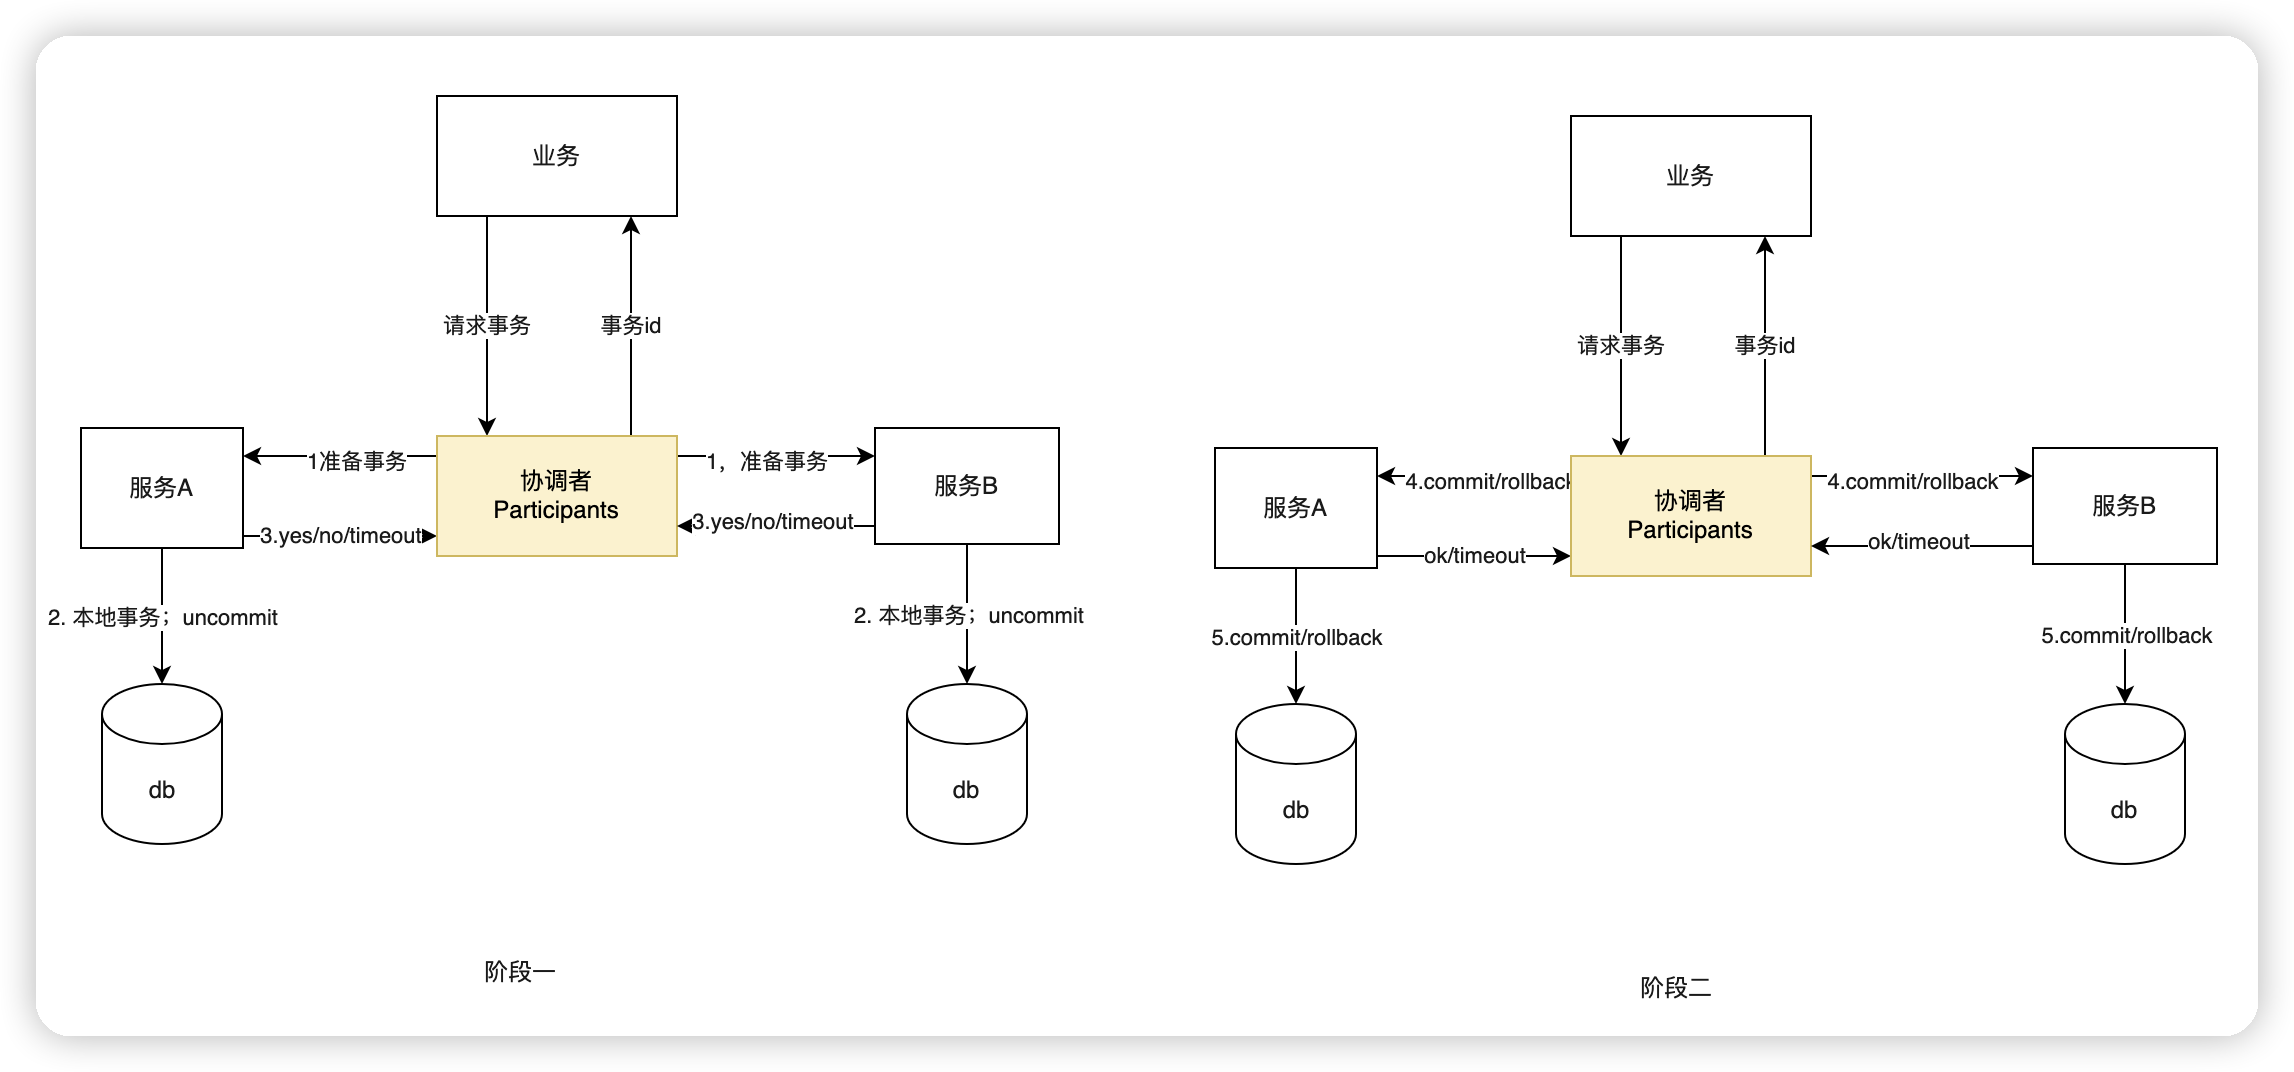 业务
请求事务
事务id
服务A
1准备事务
协调者
Participants
1，准备事务
服务B
3.yes/no/timeout
3.yes/no/timeout
2. 本地事务；uncommit
2. 本地事务；uncommit
db
db
阶段一
业务
请求事务
事务id
服务A
4.commit/rollback
协调者
Participants
4.commit/rollback
服务B
ok/timeout
ok/timeout
5.commit/rollback
5.commit/rollback
db
db
阶段二